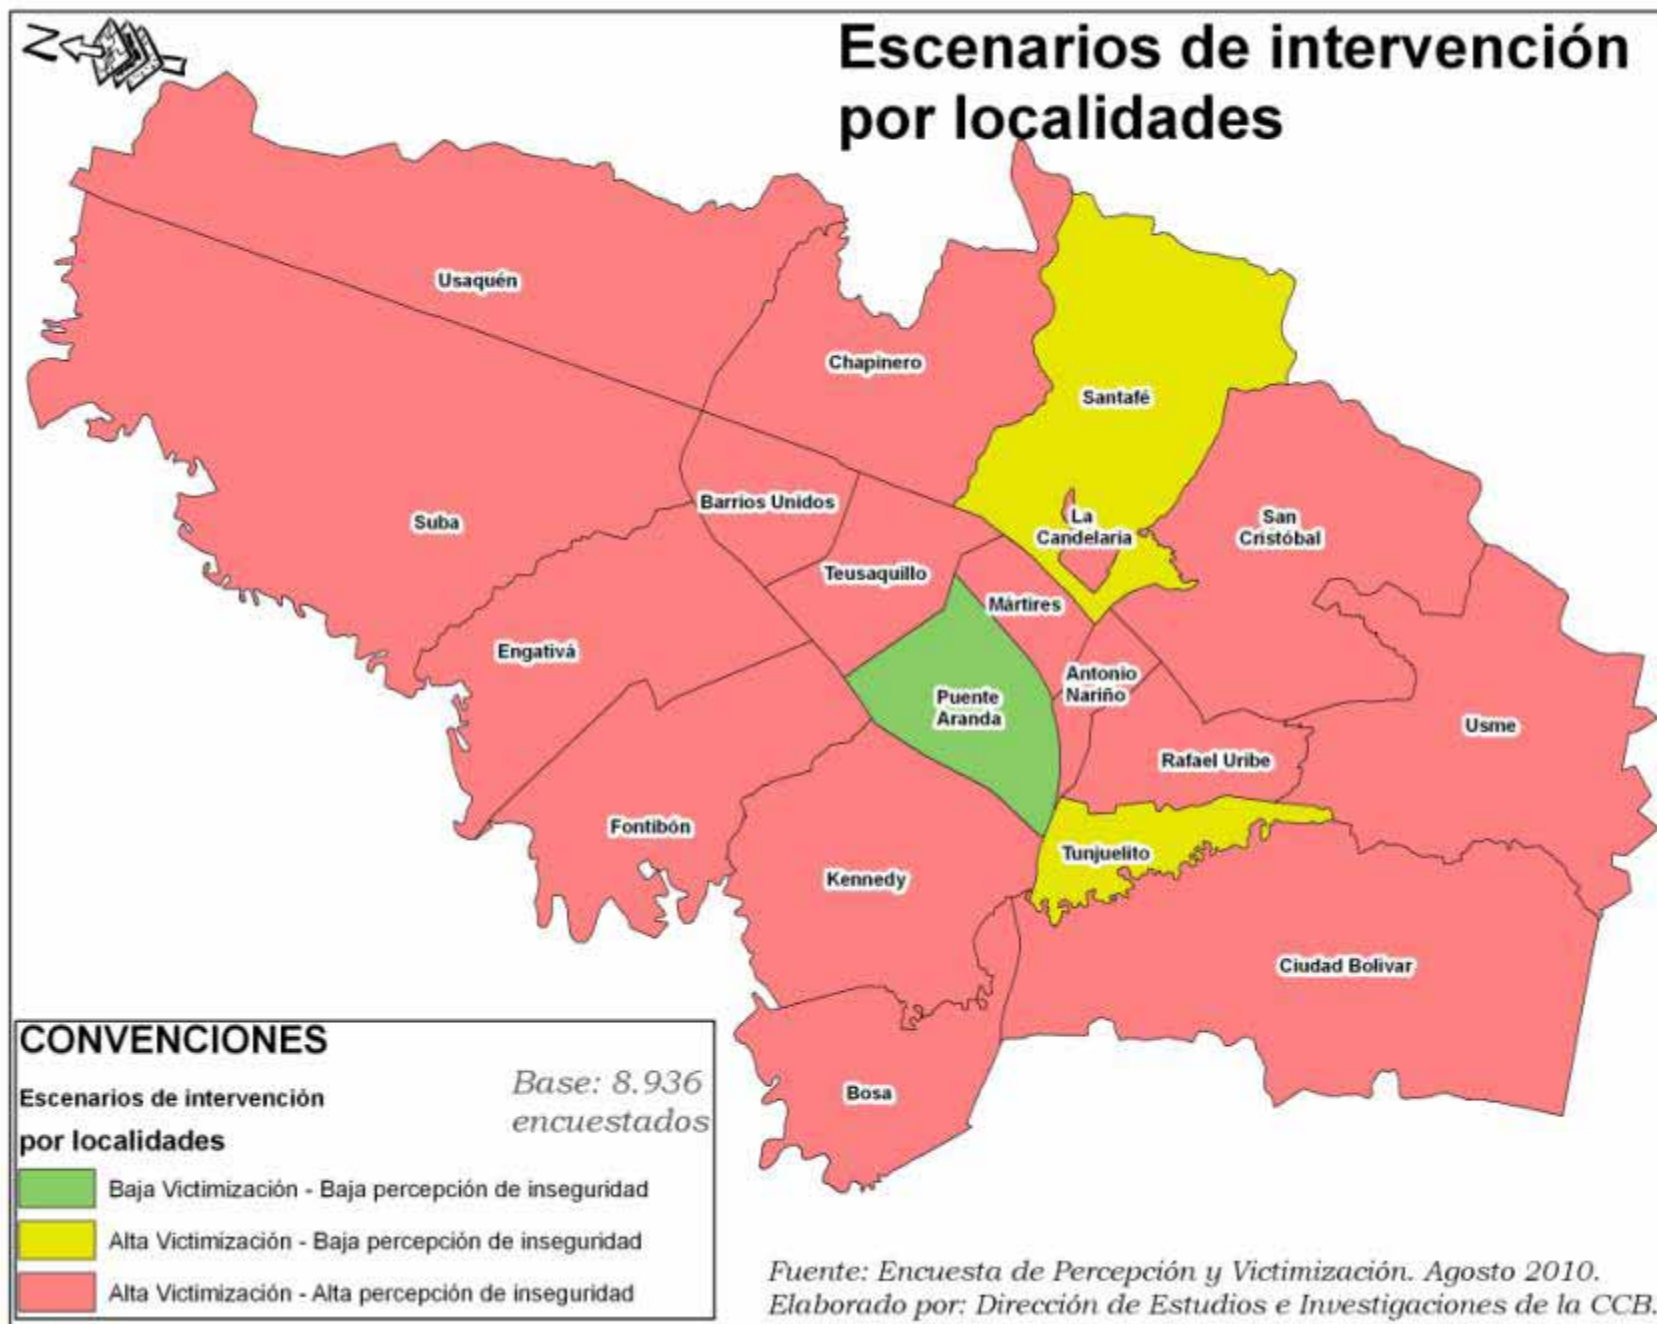 N
Escenarios de intervención
por localidades
Usaquén
Chapinero
Santafé
Suba
Barrios Unidos
La
Candelaria
San
Cristóbal
Teusaquillo
Mártires
Engativá
Antonio
Nariño
Puente
Aranda
Usme
Rafael Uribe
Fontibón
Tunjuelito
Kennedy
Ciudad Bolivar
Bosa
CONVENCIONES
Escenarios de intervención
por localidades
Base: 8.936
encuestados
Baja Victimización - Baja percepción de inseguridad
Alta Victimización - Baja percepción de inseguridad
Alta Victimización - Alta percepción de inseguridad
Fuente: Encuesta de Percepción y Victimización. Agosto 2010.
Elaborado por: Dirección de Estudios e Investigaciones de la CCB.